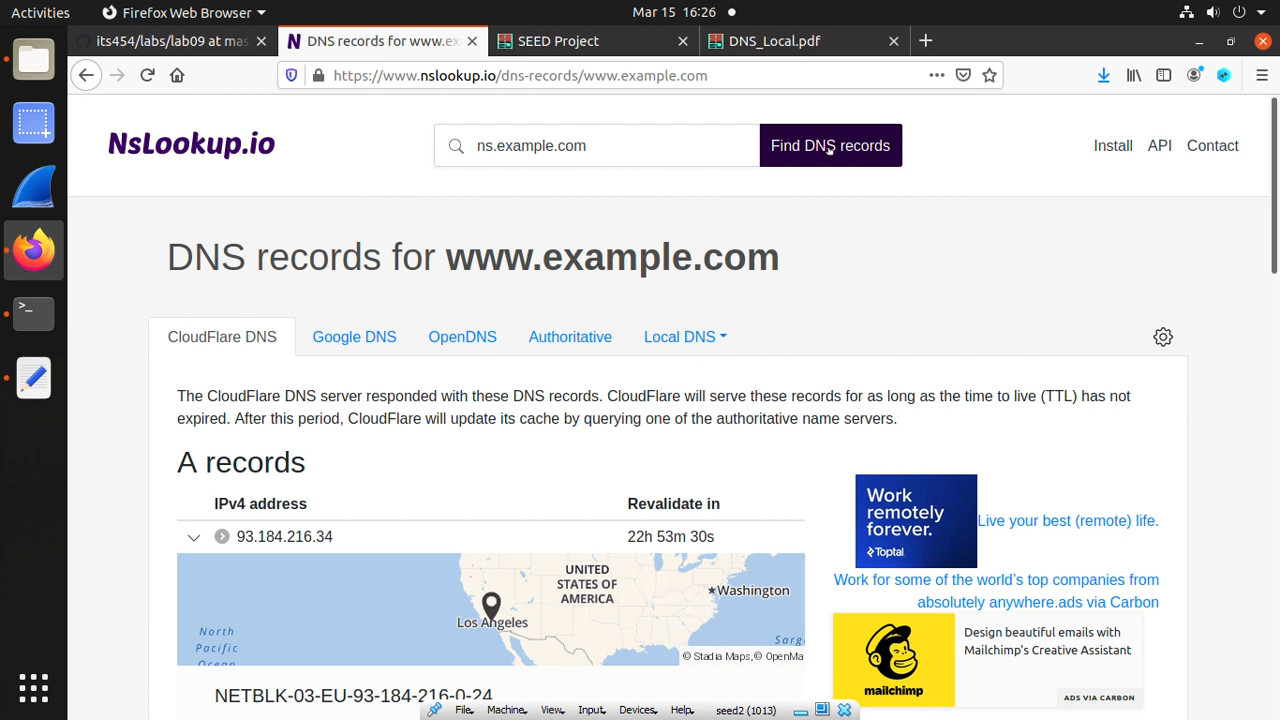 Activities
Firefox Web Browser
Mar 15 16:26
its454/labs/lab09 at mas
N
DNS records for www.ex
SEED Project
DNS_Local.pdf
https://www.nslookup.io/dns-records/www.example.com
NsLookup.io
ns.example.com
Find DNS records
Install
API
Contact
DNS records for www.example.com
CloudFlare DNS
Google DNS
OpenDNS
Authoritative
Local DNS
The CloudFlare DNS server responded with these DNS records. CloudFlare will serve these records for as long as the time to live (TTL) has not
expired. After this period, CloudFlare will update its cache by querying one of the authoritative name servers.
A records
IPv4 address
Revalidate in
93.184.216.34
22h 53m 30s
UNITED
STATES OF
AMERICA
Washington
Los Angeles
North
Pacific
Ocean
Sarg
© Stadia Maps, © OpenMa
NETBLK-03-EU-93-184-216-0-24
Work
remotely
forever.
Toptal
Live your best (remote) life.
Work for some of the world's top companies from
absolutely anywhere.ads via Carbon
mailchimp
Design beautiful emails with
Mailchimp's Creative Assistant
ADS VIA CARBON
File
Machine
View
Input
Devices
Help
seed2 (1013)